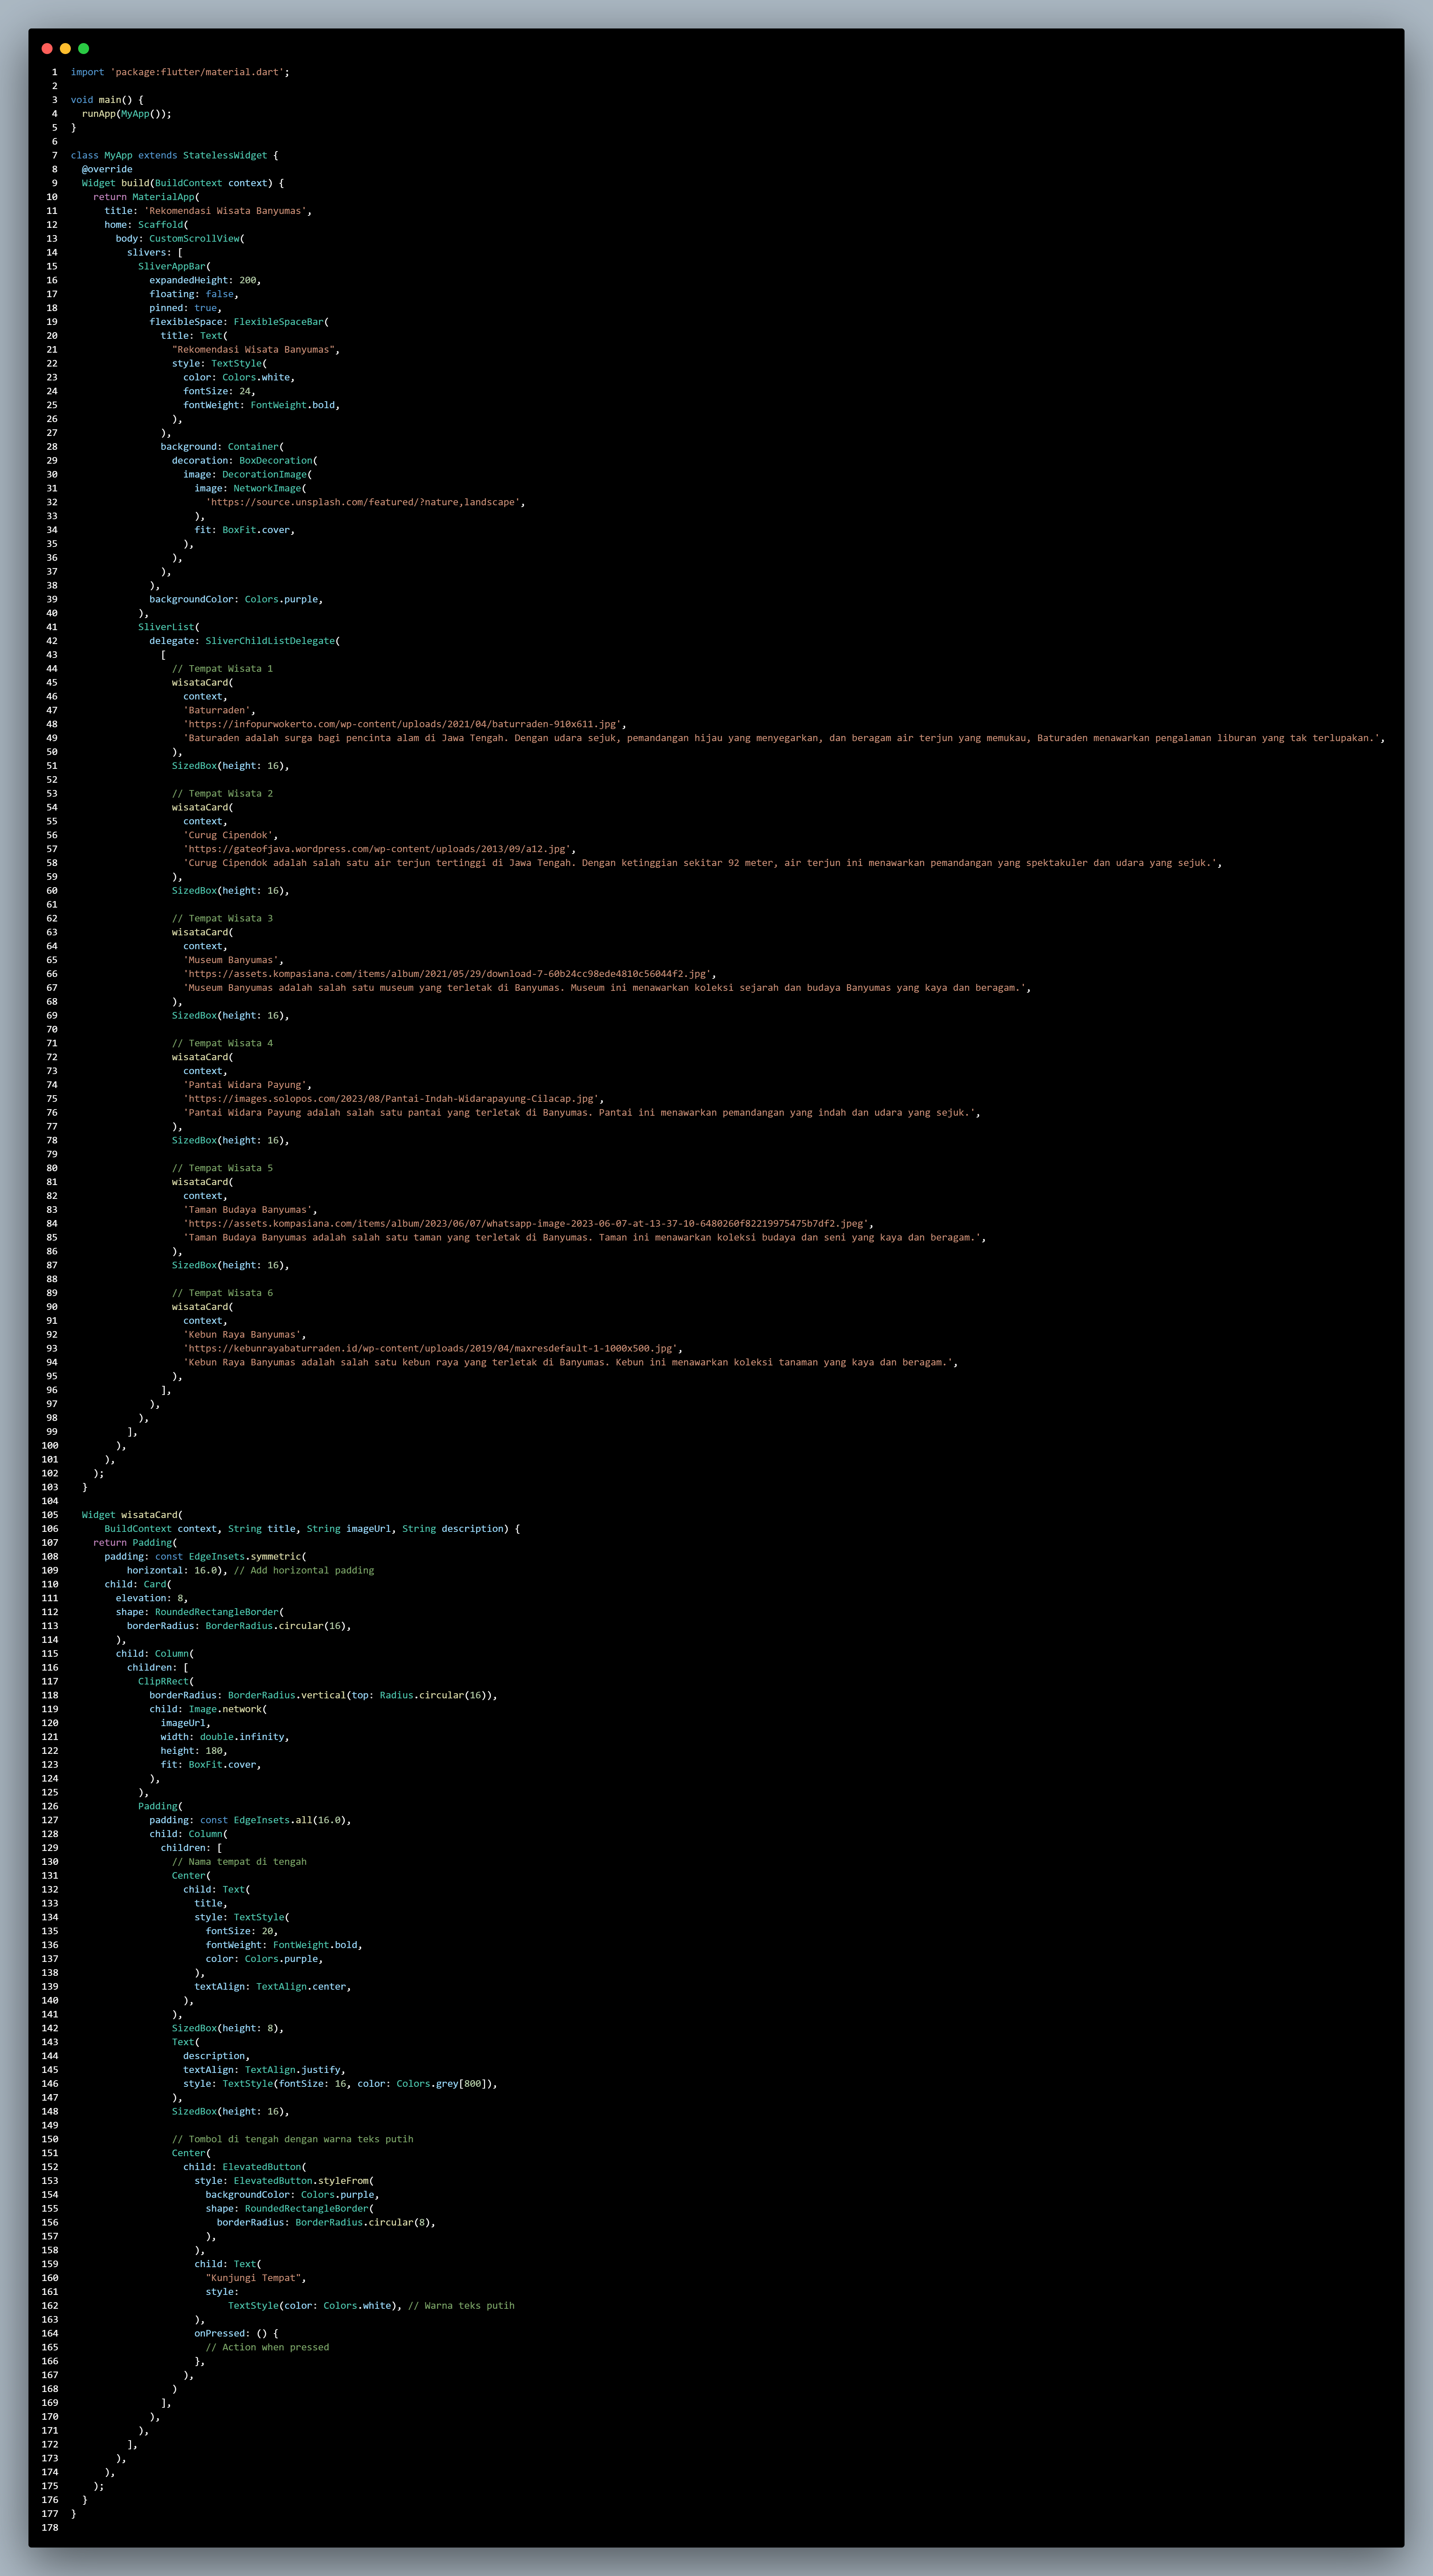 1 import 'package:flutter/material.dart';
2
3 void main() {
4   runApp(MyApp());
5 }
6
7 class MyApp extends StatelessWidget {
8   @override
9   Widget build(BuildContext context) {
10     return MaterialApp(
11       title: 'Rekomendasi Wisata Banyumas',
12       home: Scaffold(
13         body: CustomScrollView(
14           slivers: [
15             SliverAppBar(
16               expandedHeight: 200,
17               floating: false,
18               pinned: true,
19               flexibleSpace: FlexibleSpaceBar(
20                 title: Text(
21                   "Rekomendasi Wisata Banyumas",
22                   style: TextStyle(
23                     color: Colors.white,
24                     fontSize: 24,
25                     fontWeight: FontWeight.bold,
26                   ),
27                 ),
28                 background: Container(
29                   decoration: BoxDecoration(
30                     image: DecorationImage(
31                       image: NetworkImage(
32                         'https://source.unsplash.com/featured/?nature,landscape',
33                       ),
34                       fit: BoxFit.cover,
35                     ),
36                   ),
37                 ),
38               ),
39               backgroundColor: Colors.purple,
40             ),
41             SliverList(
42               delegate: SliverChildListDelegate(
43                 [
44                   // Tempat Wisata 1
45                   wisataCard(
46                     context,
47                     'Baturraden',
48                     'https://infopurwokerto.com/wp-content/uploads/2021/04/baturraden-910x611.jpg',
49                     'Baturaden adalah surga bagi pencinta alam di Jawa Tengah. Dengan udara sejuk, pemandangan hijau yang menyegarkan, dan beragam air terjun yang memukau, Baturaden menawarkan pengalaman liburan yang tak terlupakan.',
50                   ),
51                   SizedBox(height: 16),
52
53                   // Tempat Wisata 2
54                   wisataCard(
55                     context,
56                     'Curug Cipendok',
57                     'https://gateofjava.wordpress.com/wp-content/uploads/2013/09/a12.jpg',
58                     'Curug Cipendok adalah salah satu air terjun tertinggi di Jawa Tengah. Dengan ketinggian sekitar 92 meter, air terjun ini menawarkan pemandangan yang spektakuler dan udara yang sejuk.',
59                   ),
60                   SizedBox(height: 16),
61
62                   // Tempat Wisata 3
63                   wisataCard(
64                     context,
65                     'Museum Banyumas',
66                     'https://assets.kompasiana.com/items/album/2021/05/29/download-7-60b24cc98ede4810c56044f2.jpg',
67                     'Museum Banyumas adalah salah satu museum yang terletak di Banyumas. Museum ini menawarkan koleksi sejarah dan budaya Banyumas yang kaya dan beragam.',
68                   ),
69                   SizedBox(height: 16),
70
71                   // Tempat Wisata 4
72                   wisataCard(
73                     context,
74                     'Pantai Widara Payung',
75                     'https://images.solopos.com/2023/08/Pantai-Indah-Widarapayung-Cilacap.jpg',
76                     'Pantai Widara Payung adalah salah satu pantai yang terletak di Banyumas. Pantai ini menawarkan pemandangan yang indah dan udara yang sejuk.',
77                   ),
78                   SizedBox(height: 16),
79
80                   // Tempat Wisata 5
81                   wisataCard(
82                     context,
83                     'Taman Budaya Banyumas',
84                     'https://assets.kompasiana.com/items/album/2023/06/07/whatsapp-image-2023-06-07-at-13-37-10-6480260f82219975475b7df2.jpeg',
85                     'Taman Budaya Banyumas adalah salah satu taman yang terletak di Banyumas. Taman ini menawarkan koleksi budaya dan seni yang kaya dan beragam.',
86                   ),
87                   SizedBox(height: 16),
88
89                   // Tempat Wisata 6
90                   wisataCard(
91                     context,
92                     'Kebun Raya Banyumas',
93                     'https://kebunrayabaturraden.id/wp-content/uploads/2019/04/maxresdefault-1-1000x500.jpg',
94                     'Kebun Raya Banyumas adalah salah satu kebun raya yang terletak di Banyumas. Kebun ini menawarkan koleksi tanaman yang kaya dan beragam.',
95                   ),
96                 ],
97               ),
98             ),
99           ],
100         ),
101       ),
102     );
103   }
104
105   Widget wisataCard(
106       BuildContext context, String title, String imageUrl, String description) {
107     return Padding(
108       padding: const EdgeInsets.symmetric(
109           horizontal: 16.0), // Add horizontal padding
110       child: Card(
111         elevation: 8,
112         shape: RoundedRectangleBorder(
113           borderRadius: BorderRadius.circular(16),
114         ),
115         child: Column(
116           children: [
117             ClipRRect(
118               borderRadius: BorderRadius.vertical(top: Radius.circular(16)),
119               child: Image.network(
120                 imageUrl,
121                 width: double.infinity,
122                 height: 180,
123                 fit: BoxFit.cover,
124               ),
125             ),
126             Padding(
127               padding: const EdgeInsets.all(16.0),
128               child: Column(
129                 children: [
130                   // Nama tempat di tengah
131                   Center(
132                     child: Text(
133                       title,
134                       style: TextStyle(
135                         fontSize: 20,
136                         fontWeight: FontWeight.bold,
137                         color: Colors.purple,
138                       ),
139                       textAlign: TextAlign.center,
140                     ),
141                   ),
142                   SizedBox(height: 8),
143                   Text(
144                     description,
145                     textAlign: TextAlign.justify,
146                     style: TextStyle(fontSize: 16, color: Colors.grey[800]),
147                   ),
148                   SizedBox(height: 16),
149
150                   // Tombol di tengah dengan warna teks putih
151                   Center(
152                     child: ElevatedButton(
153                       style: ElevatedButton.styleFrom(
154                         backgroundColor: Colors.purple,
155                         shape: RoundedRectangleBorder(
156                           borderRadius: BorderRadius.circular(8),
157                         ),
158                       ),
159                       child: Text(
160                         "Kunjungi Tempat",
161                         style:
162                             TextStyle(color: Colors.white), // Warna teks putih
163                       ),
164                       onPressed: () {
165                         // Action when pressed
166                       },
167                     ),
168                   )
169                 ],
170               ),
171             ),
172           ],
173         ),
174       ),
175     );
176   }
177 }
178